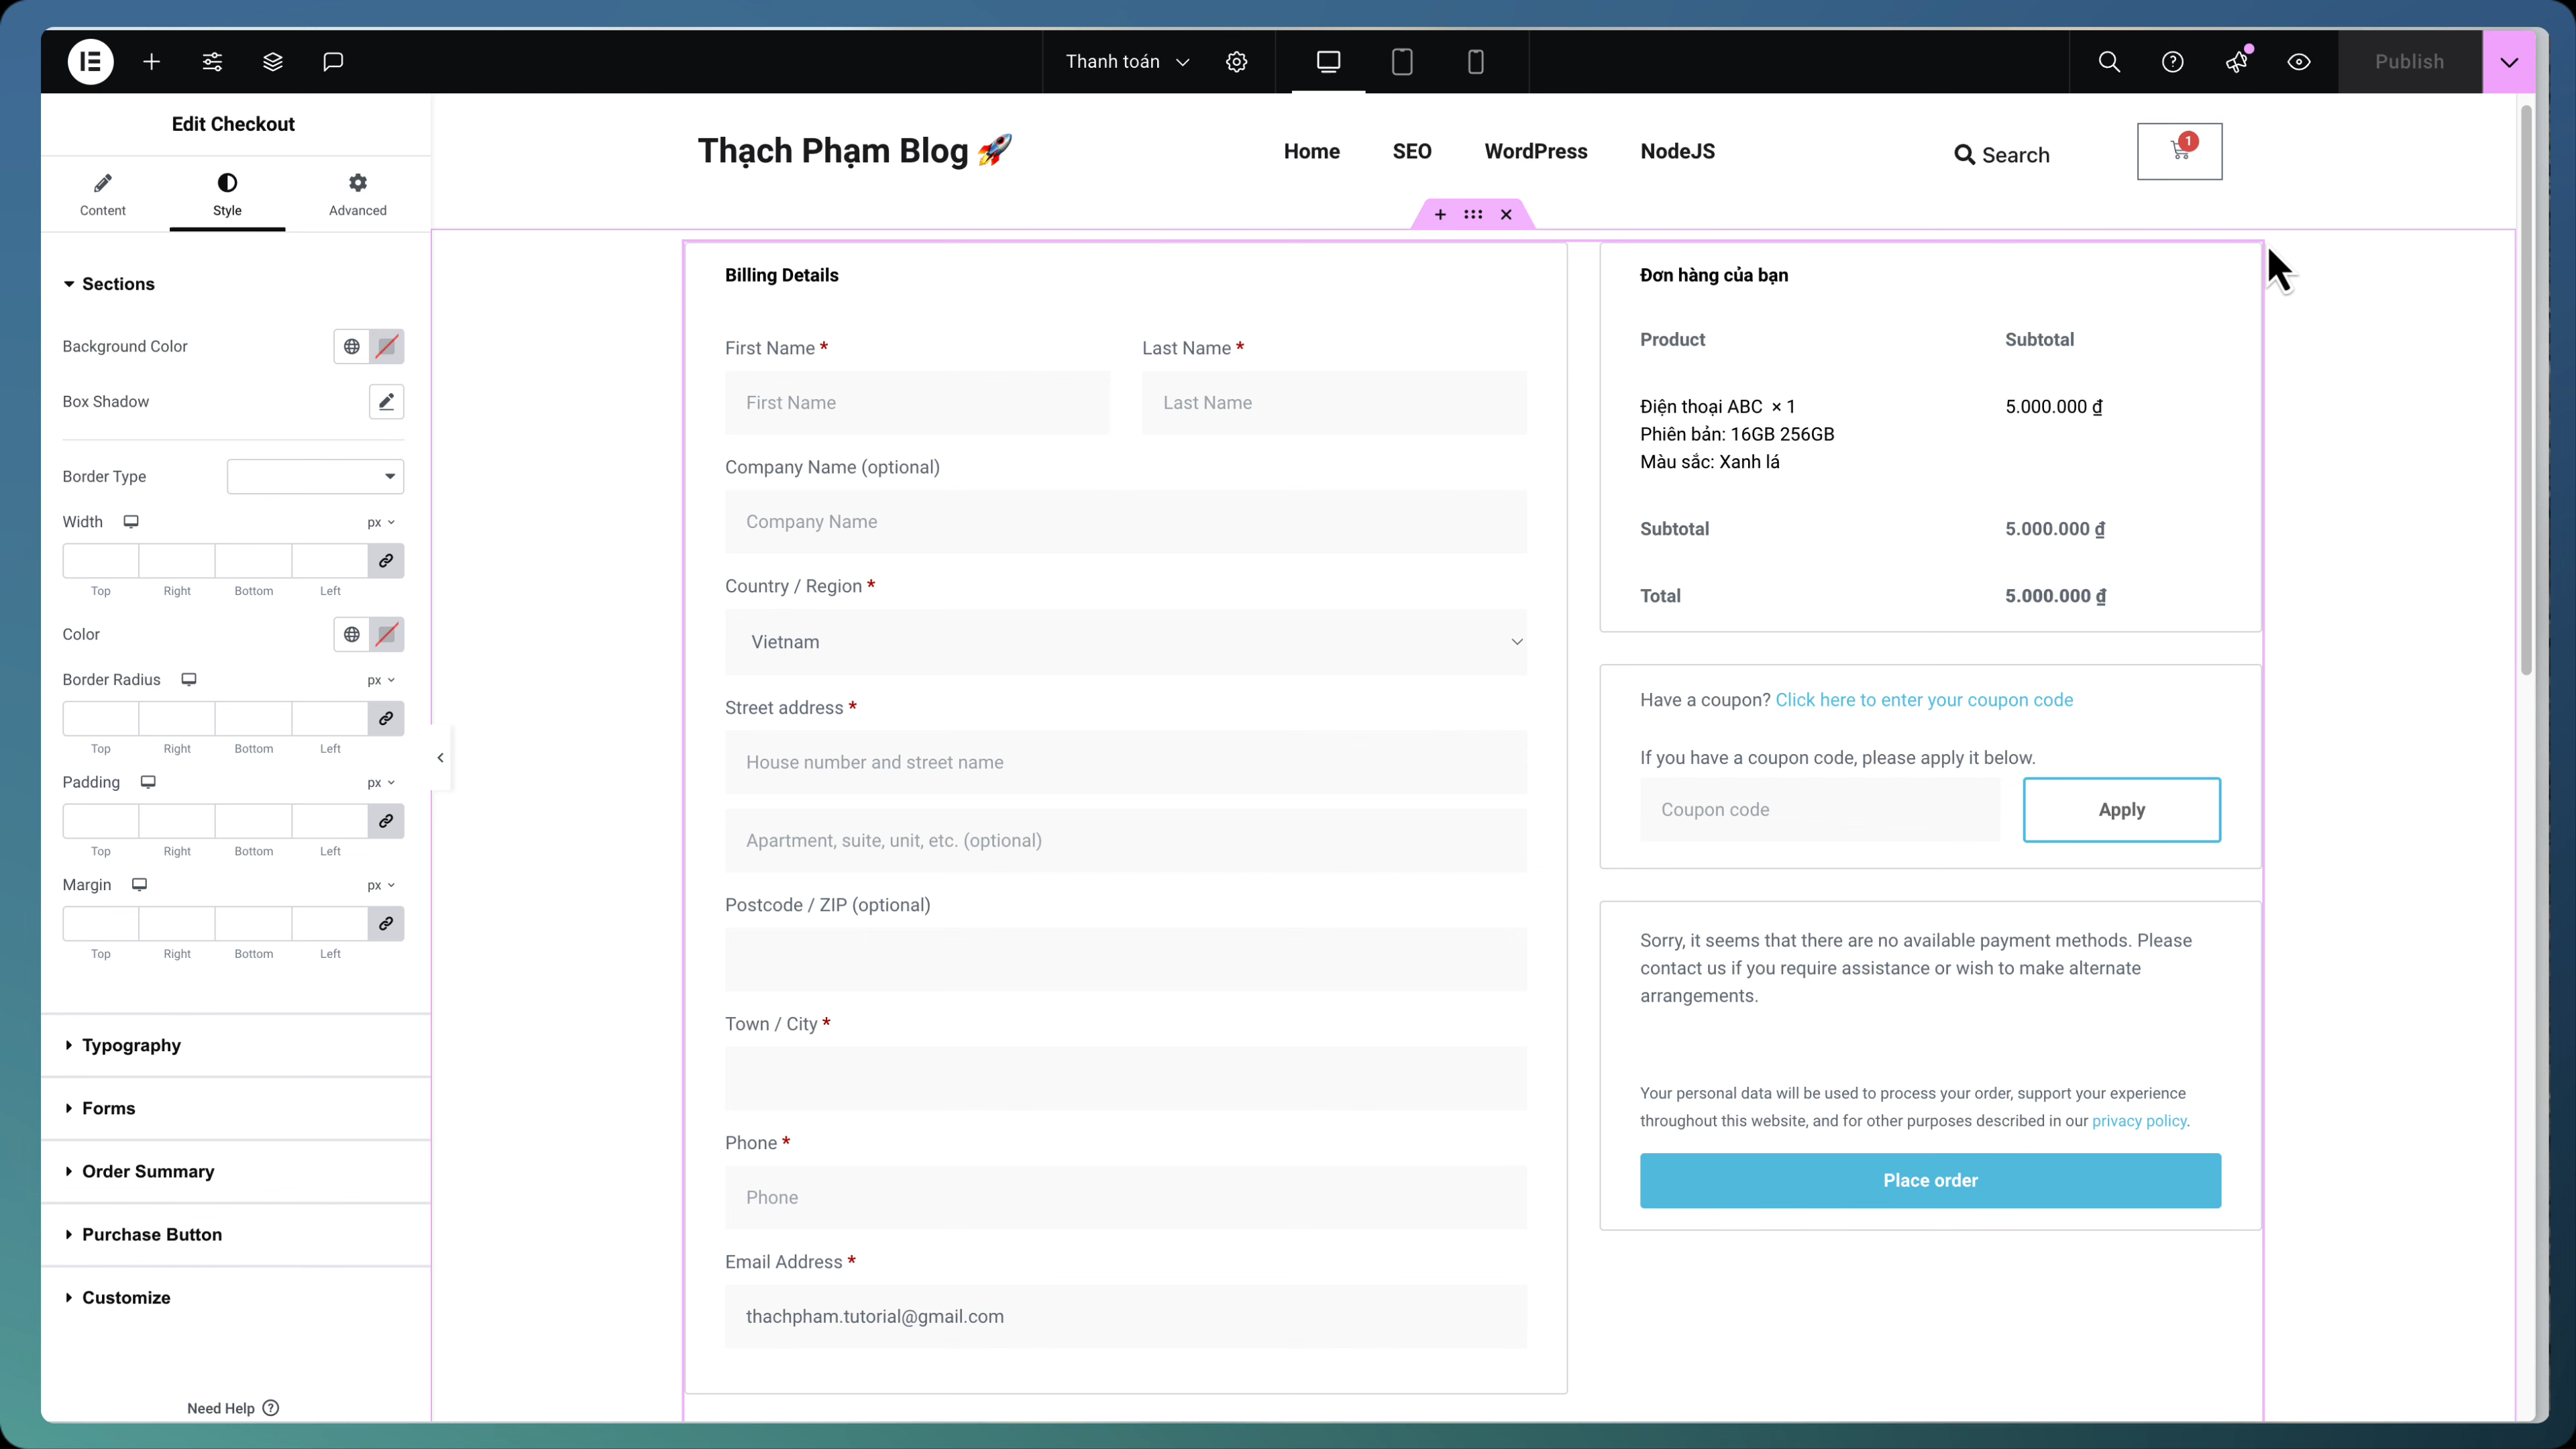 Thanh toán
Publish
Edit Checkout
Content
Style
Advanced
Sections
Background Color
Box Shadow
Border Type
Width
px
Top
Right
Bottom
Left
Color
Border Radius
px
Top
Right
Bottom
Left
Padding
px
Top
Right
Bottom
Left
Margin
px
Top
Right
Bottom
Left
Typography
Forms
Order Summary
Purchase Button
Customize
Need Help
Thạch Phạm Blog 🚀
Home
SEO
WordPress
NodeJS
Search
1
Billing Details
First Name *
Last Name *
First Name
Last Name
Company Name (optional)
Company Name
Country / Region *
Vietnam
Street address *
House number and street name
Apartment, suite, unit, etc. (optional)
Postcode / ZIP (optional)
Town / City *
Phone *
Phone
Email Address *
thachpham.tutorial@gmail.com
Đơn hàng của bạn
Product
Subtotal
Điện thoại ABC × 1
5.000.000 ₫
Phiên bản: 16GB 256GB
Màu sắc: Xanh lá
Subtotal
5.000.000 ₫
Total
5.000.000 ₫
Have a coupon? Click here to enter your coupon code
If you have a coupon code, please apply it below.
Coupon code
Apply
Sorry, it seems that there are no available payment methods. Please
contact us if you require assistance or wish to make alternate
arrangements.
Your personal data will be used to process your order, support your experience
throughout this website, and for other purposes described in our privacy policy.
Place order